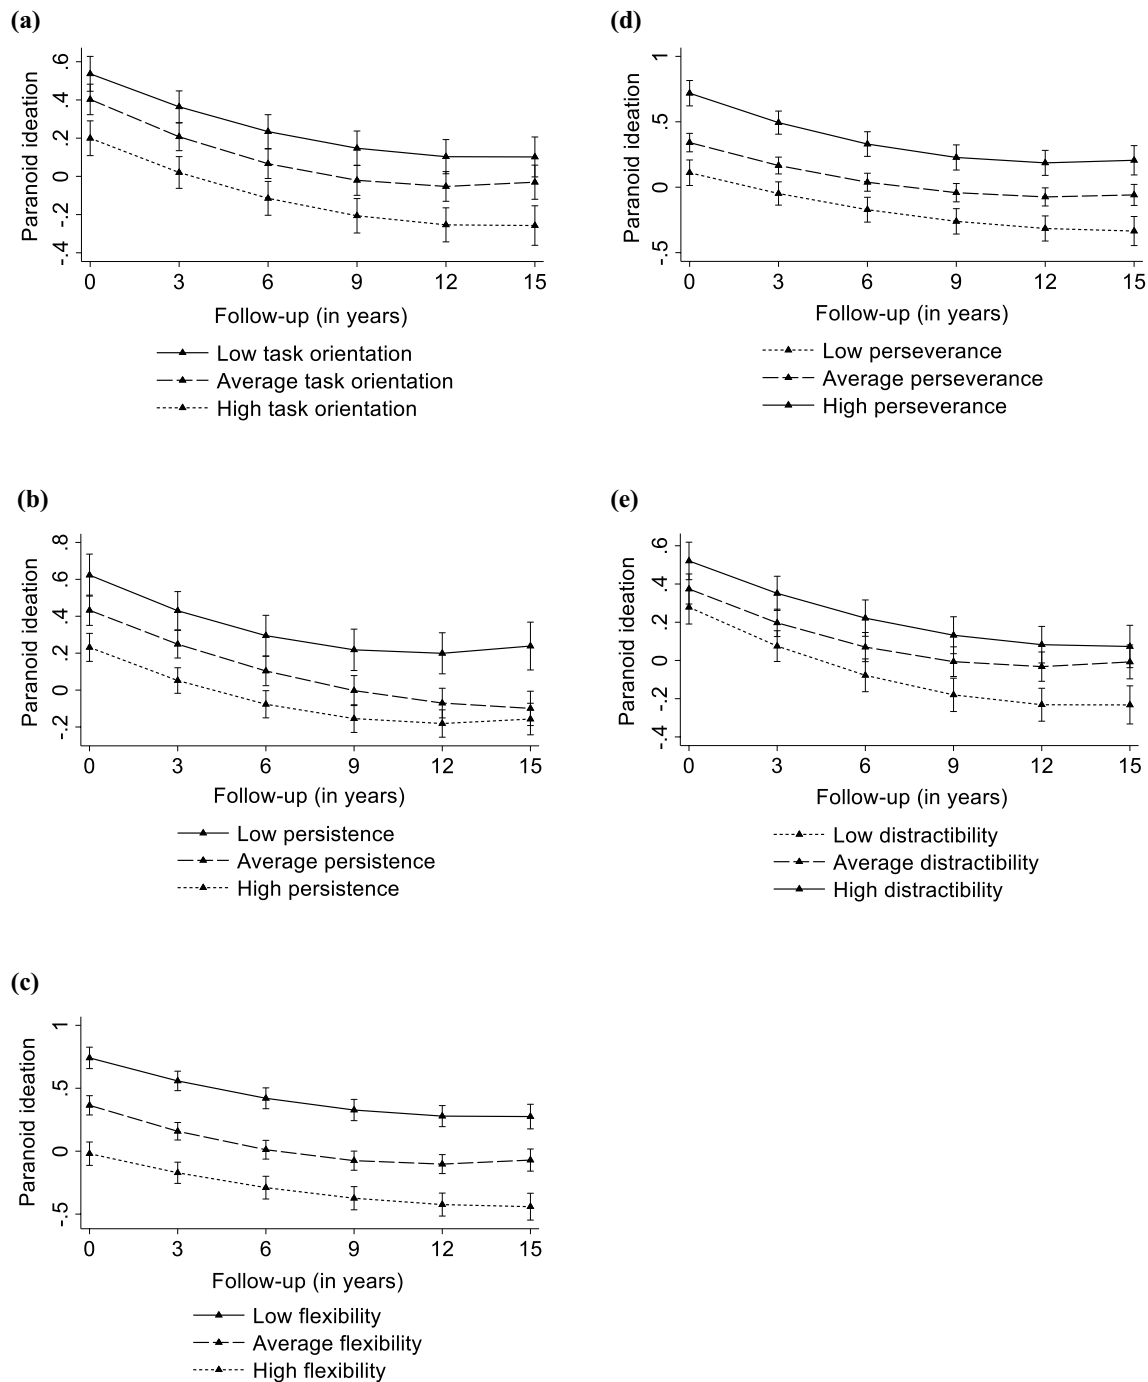 (a)
Paranoid ideation
.6
.4
.2
0
-.2
-.4
0 3 6 9 12 15
Follow-up (in years)
Low task orientation
Average task orientation
High task orientation
(d)
Paranoid ideation
1
.5
0
-.5
0 3 6 9 12 15
Follow-up (in years)
Low perseverance
Average perseverance
High perseverance
(b)
Paranoid ideation
.8
.6
.4
.2
0
-.2
0 3 6 9 12 15
Follow-up (in years)
Low persistence
Average persistence
High persistence
(e)
Paranoid ideation
.6
.4
.2
0
-.2
-.4
0 3 6 9 12 15
Follow-up (in years)
Low distractibility
Average distractibility
High distractibility
(c)
Paranoid ideation
1
.5
0
-.5
0 3 6 9 12 15
Follow-up (in years)
Low flexibility
Average flexibility
High flexibility